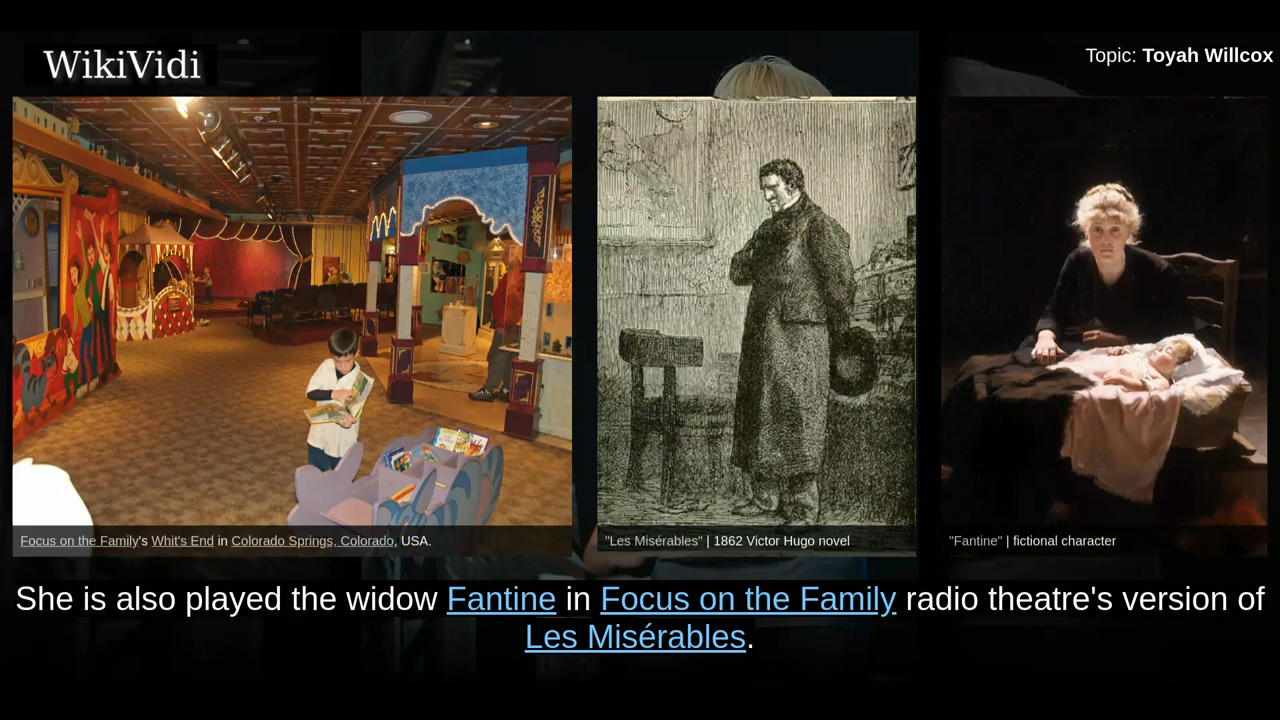 WikiVidi
Topic: Toyah Willcox
Focus on the Family's Whit's End in Colorado Springs, Colorado, USA.
"Les Misérables" | 1862 Victor Hugo novel
"Fantine" | fictional character
She is also played the widow Fantine in Focus on the Family radio theatre's version of
Les Misérables.